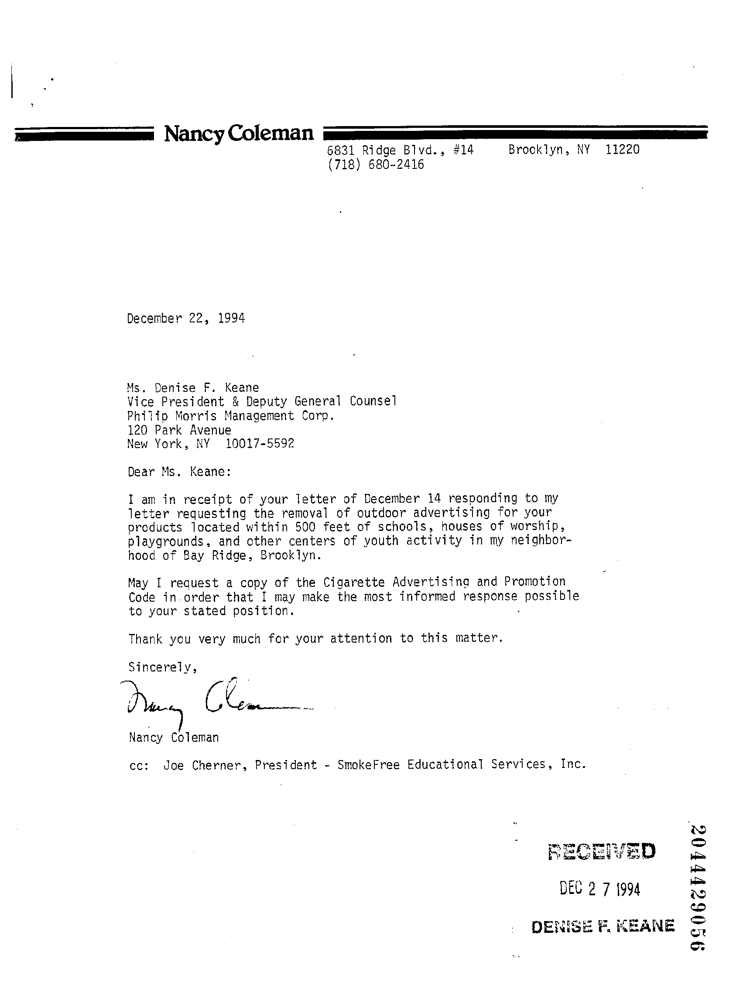 Nancy Coleman
6831 Ridge Blvd., #14 Brooklyn, NY 11220
(718) 680-2416
December 22, 1994
Ms. Denise F. Keane
Vice President & Deputy General Counsel
Philip Morris Management Corp.
120 Park Avenue
New York, NY 10017-5592
Dear Ms. Keane:
I am in receipt of your letter of December 14 responding to my
letter requesting the removal of outdoor advertising for your
products located within 500 feet of schools, houses of worship,
playgrounds, and other centers of youth activity in my neighbor-
hood of Bay Ridge, Brooklyn.
May I request a copy of the Cigarette Advertising and Promotion
Code in order that I may make the most informed response possible
to your stated position.
Thank you very much for your attention to this matter.
Sincerely,
Nancy Coleman
Nancy Coleman
cc: Joe Cherner, President - SmokeFree Educational Services, Inc.
RECEIVED
DEC 27 1994
DENISE F. KEANE
2044429056